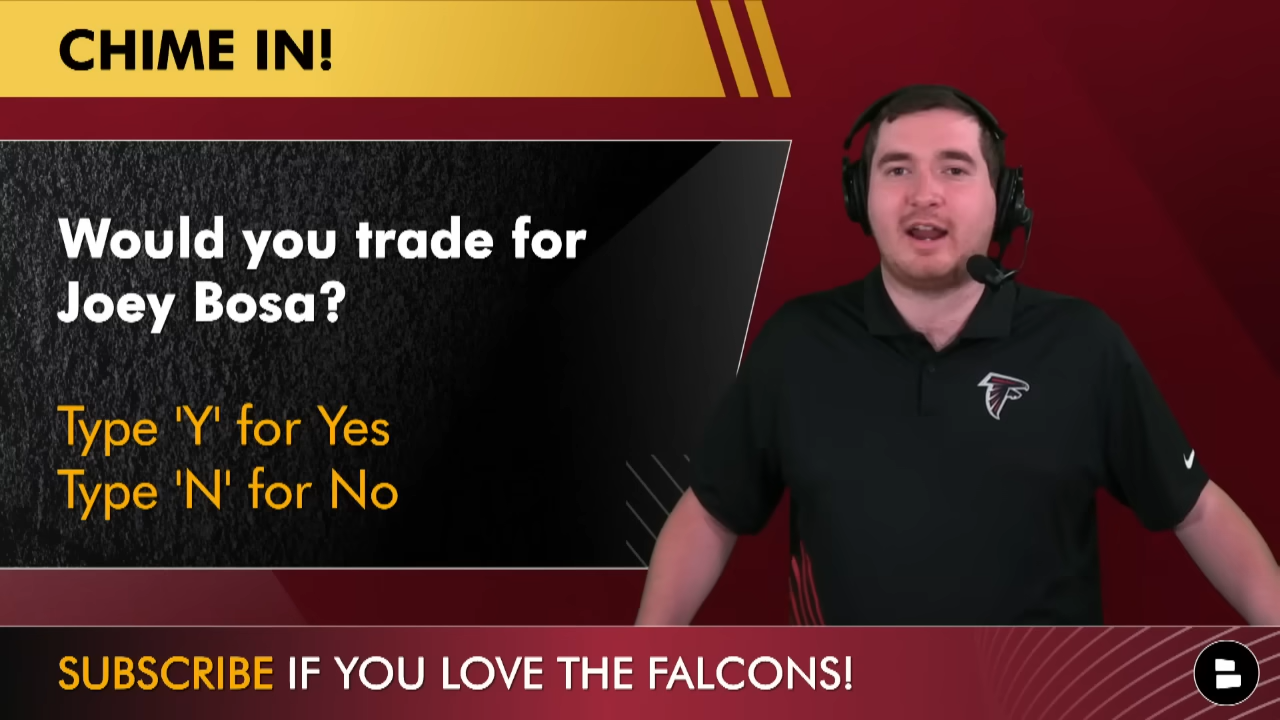 CHIME IN!
Would you trade for
Joey Bosa?
Type 'Y' for Yes
Type 'N' for No
SUBSCRIBE IF YOU LOVE THE FALCONS!